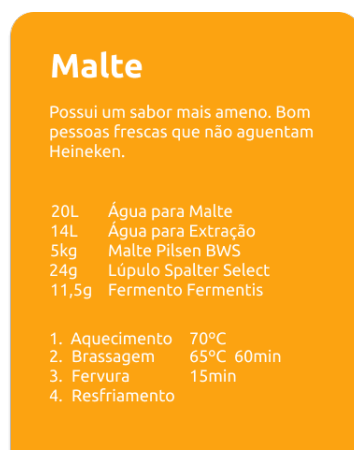 Malte
Possui um sabor mais ameno. Bom
pessoas frescas que não aguentam
Heineken.
20L Água para Malte
14L Água para Extração
5kg Malte Pilsen BWS
24g Lúpulo Spalter Select
11,5g Fermento Fermentis
1. Aquecimento 70ºC
2. Brassagem 65ºC 60min
3. Fervura 15min
4. Resfriamento